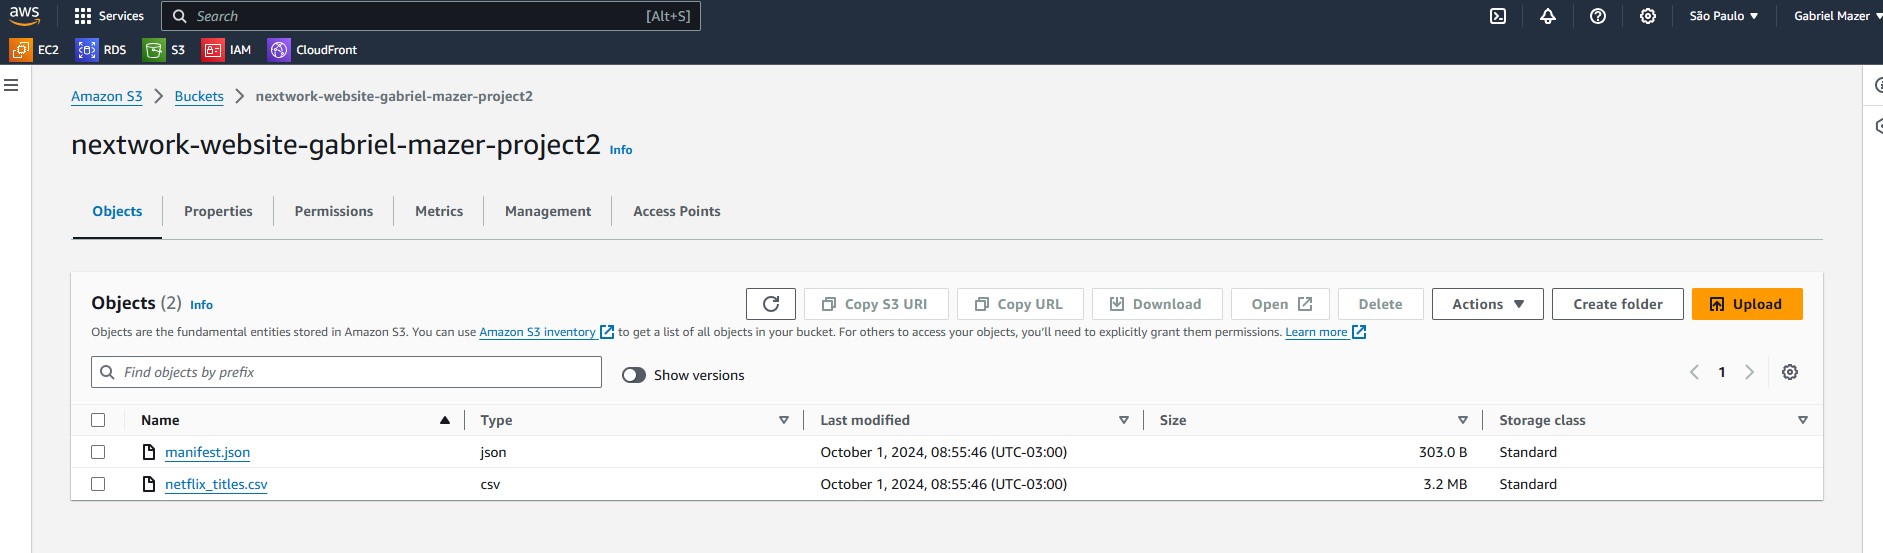 aws Services Search [Alt+S] São Paulo Gabriel Mazer
EC2 RDS S3 IAM CloudFront
Amazon S3 Buckets nextwork-website-gabriel-mazer-project2
nextwork-website-gabriel-mazer-project2 Info
Objects Properties Permissions Metrics Management Access Points
Objects (2) Info Copy S3 URI Copy URL Download Open Delete Actions Create folder Upload
Objects are the fundamental entities stored in Amazon S3. You can use Amazon S3 inventory to get a list of all objects in your bucket. For others to access your objects, you'll need to explicitly grant them permissions. Learn more
Find objects by prefix Show versions 1
Name Type Last modified Size Storage class
manifest.json json October 1, 2024, 08:55:46 (UTC-03:00) 303.0 B Standard
netflix_titles.csv csv October 1, 2024, 08:55:46 (UTC-03:00) 3.2 MB Standard